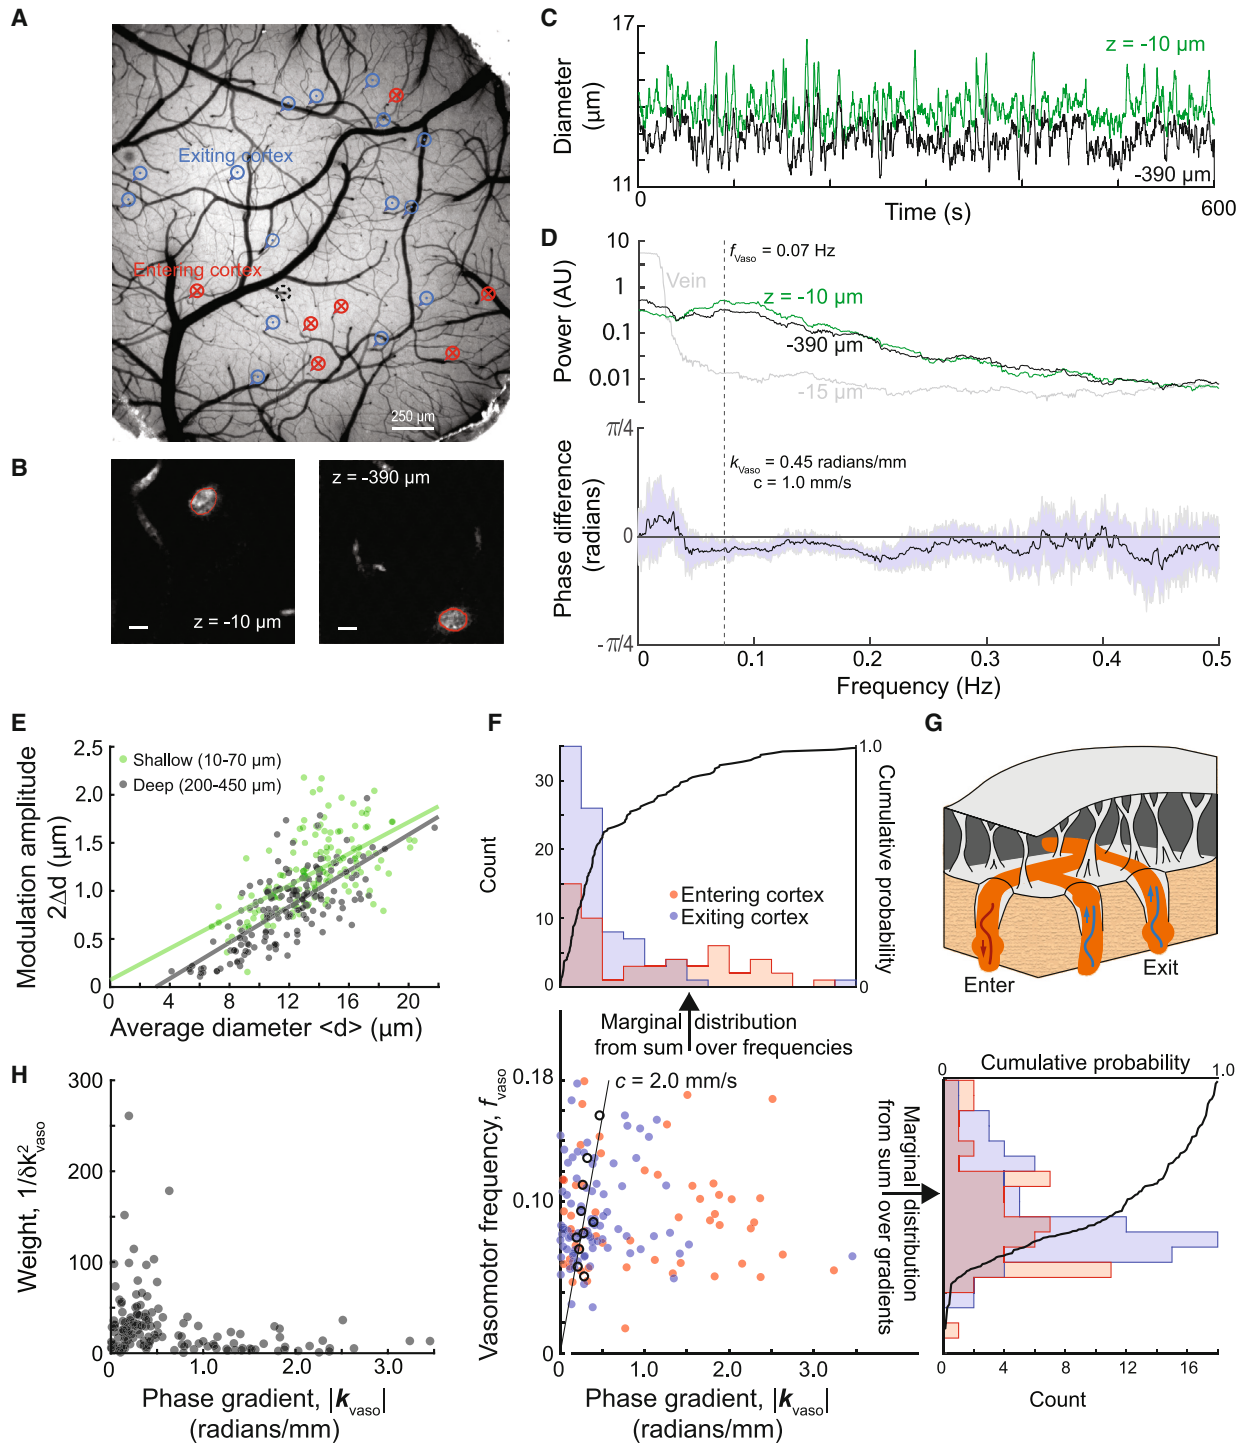 A
Exiting cortex
Entering cortex
250 µm
B
z = -10 µm
z = -390 µm
C
17
Diameter
(µm)
11
z = -10 µm
-390 µm
0
Time (s)
600
D
10
1
0.1
0.01
Power (AU)
Vein
f_Vaso = 0.07 Hz
z = -10 µm
-390 µm
-15 µm
π/4
0
-π/4
Phase difference
(radians)
k_Vaso = 0.45 radians/mm
c = 1.0 mm/s
0
0.1
0.2
0.3
0.4
0.5
Frequency (Hz)
E
2.5
2.0
1.5
1.0
0.5
0
Modulation amplitude
2Δd (µm)
Shallow (10-70 µm)
Deep (200-450 µm)
0
4
8
12
16
20
Average diameter <d> (µm)
F
30
20
10
0
Count
1.0
0
Cumulative probability
Entering cortex
Exiting cortex
Marginal distribution
from sum over frequencies
0.18
0.10
0
Vasomotor frequency, f_vaso
c = 2.0 mm/s
0
1.0
2.0
3.0
Phase gradient, |k_vaso|
(radians/mm)
Marginal distribution
from sum over gradients
Cumulative probability
0
1.0
0
4
8
12
16
Count
G
Enter
Exit
H
300
200
100
0
Weight, 1/δk²_vaso
0
1.0
2.0
3.0
Phase gradient, |k_vaso|
(radians/mm)